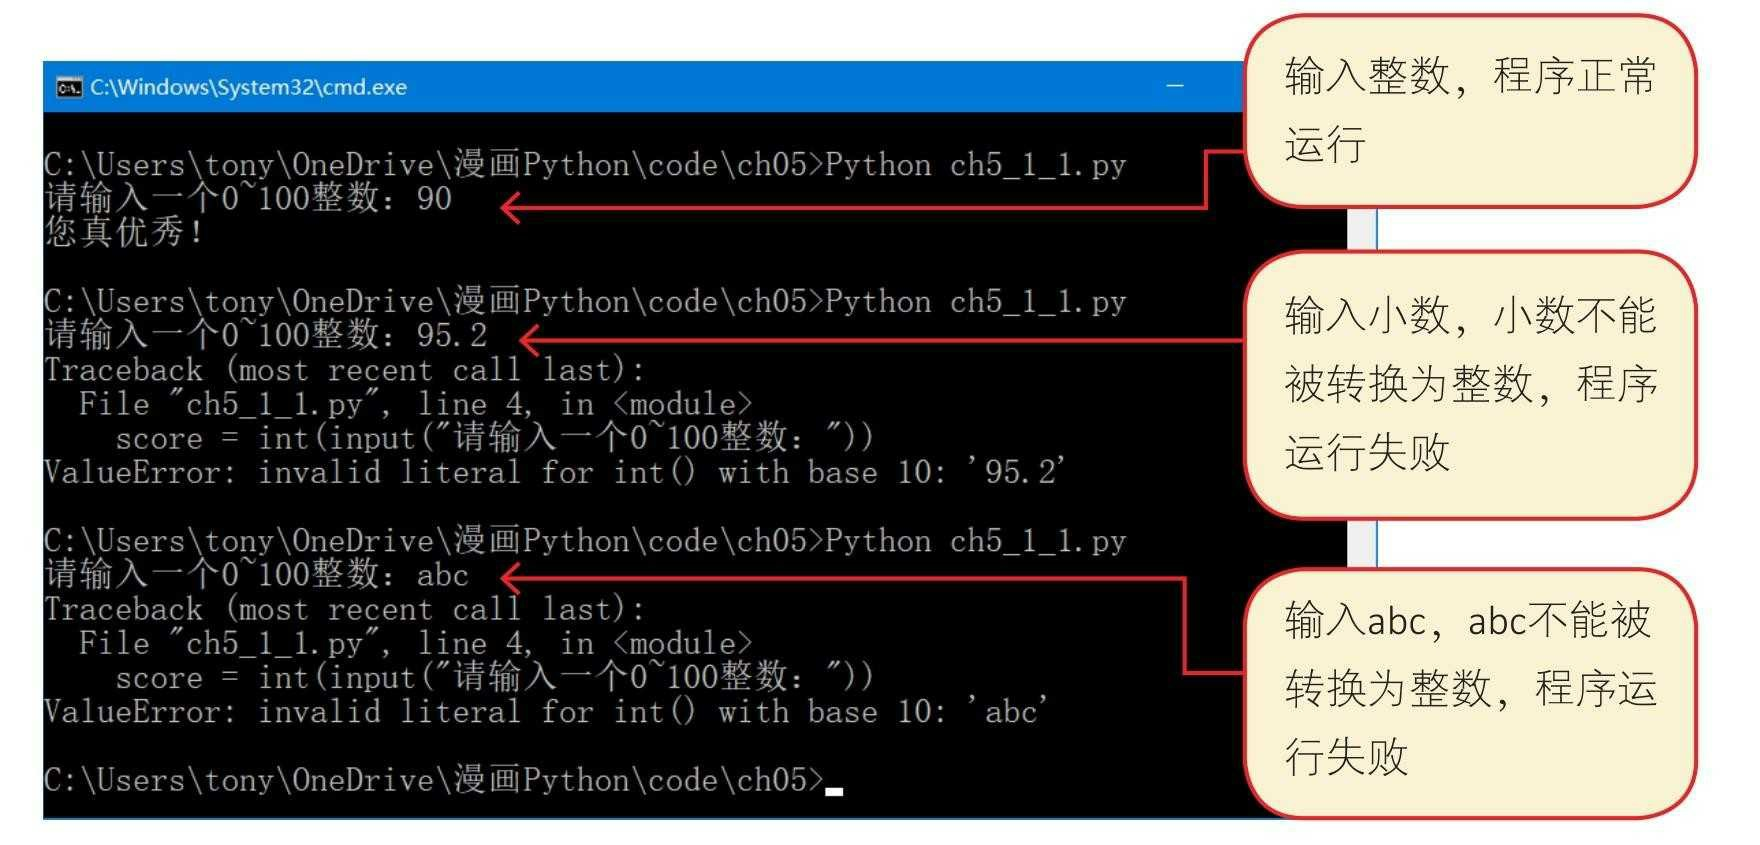 C:\Windows\System32\cmd.exe
C:\Users\tony\OneDrive\漫画Python\code\ch05>Python ch5_1_1.py
请输入一个0~100整数：90
您真优秀！
C:\Users\tony\OneDrive\漫画Python\code\ch05>Python ch5_1_1.py
请输入一个0~100整数：95.2
Traceback (most recent call last):
  File "ch5_1_1.py", line 4, in <module>
    score = int(input("请输入一个0~100整数："))
ValueError: invalid literal for int() with base 10: '95.2'
C:\Users\tony\OneDrive\漫画Python\code\ch05>Python ch5_1_1.py
请输入一个0~100整数：abc
Traceback (most recent call last):
  File "ch5_1_1.py", line 4, in <module>
    score = int(input("请输入一个0~100整数："))
ValueError: invalid literal for int() with base 10: 'abc'
C:\Users\tony\OneDrive\漫画Python\code\ch05>
输入整数，程序正常
运行
输入小数，小数不能
被转换为整数，程序
运行失败
输入abc，abc不能被
转换为整数，程序运
行失败